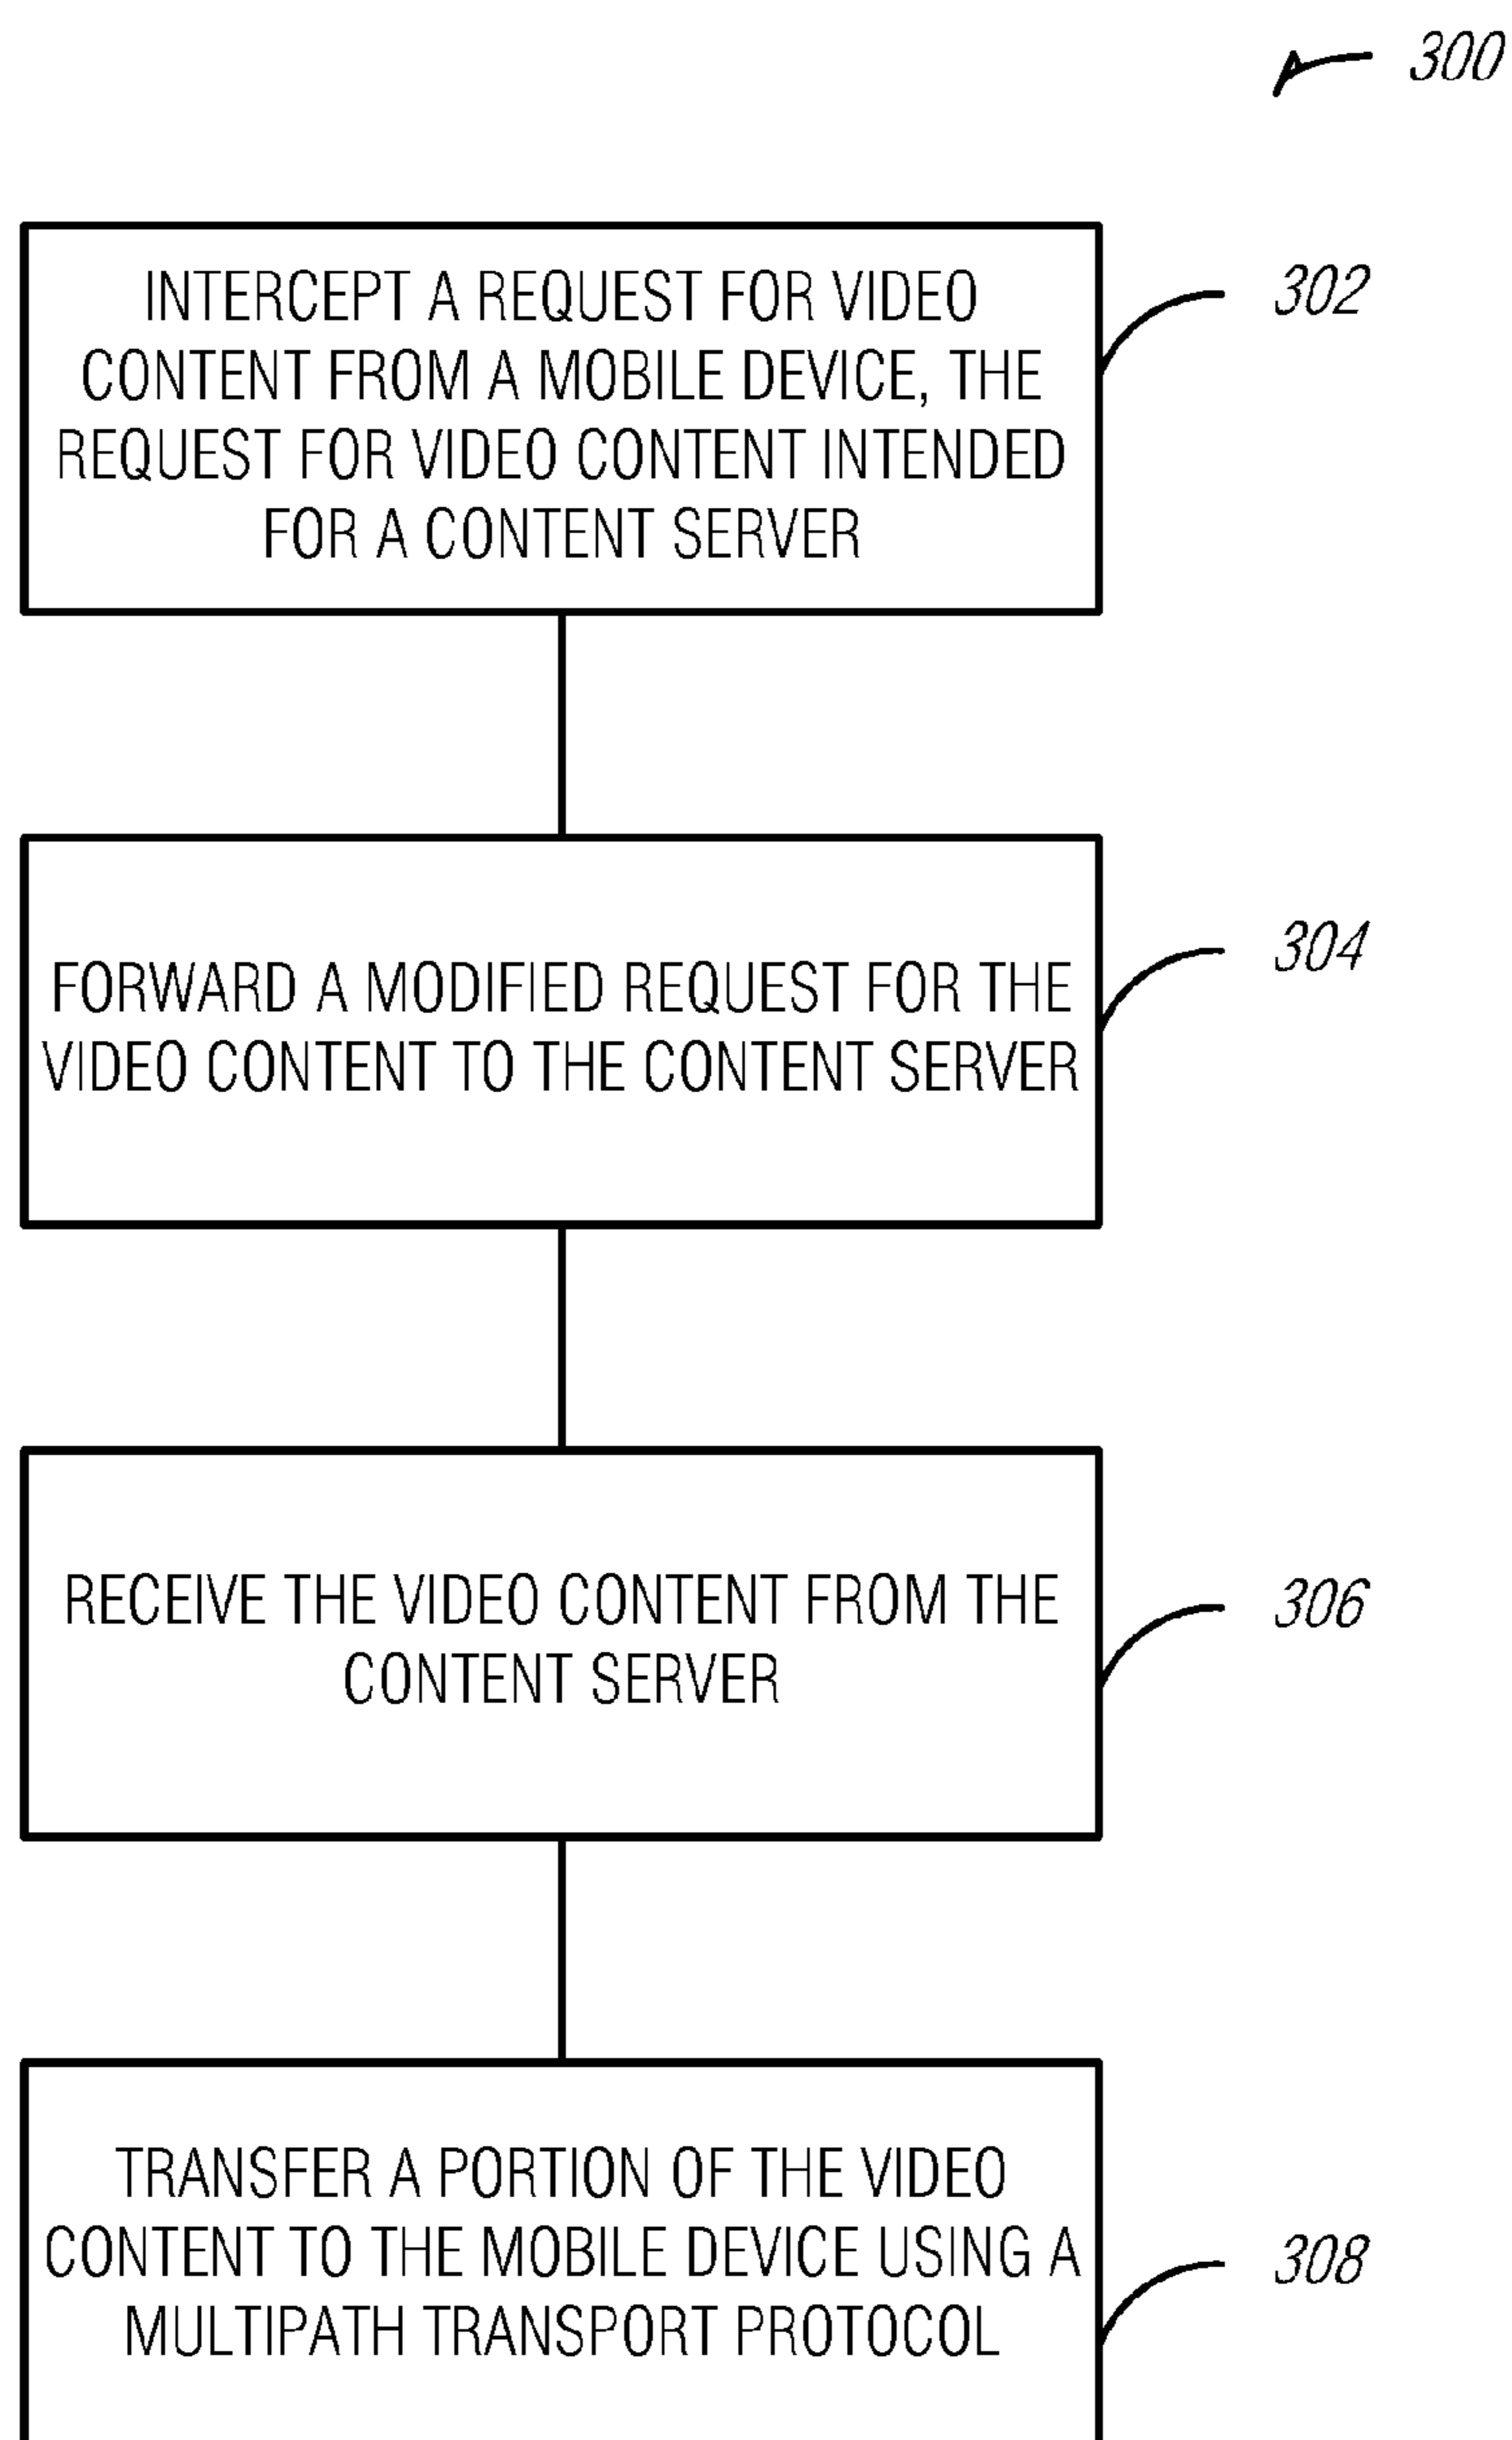 300
INTERCEPT A REQUEST FOR VIDEO
CONTENT FROM A MOBILE DEVICE, THE
REQUEST FOR VIDEO CONTENT INTENDED
FOR A CONTENT SERVER
302
FORWARD A MODIFIED REQUEST FOR THE
VIDEO CONTENT TO THE CONTENT SERVER
304
RECEIVE THE VIDEO CONTENT FROM THE
CONTENT SERVER
306
TRANSFER A PORTION OF THE VIDEO
CONTENT TO THE MOBILE DEVICE USING A
MULTIPATH TRANSPORT PROTOCOL
308